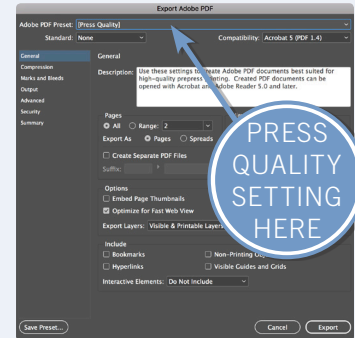 Export Adobe PDF
Adobe PDF Preset: [Press Quality]
Standard: None Compatibility: Acrobat 5 (PDF 1.4)
General
Compression
Marks and Bleeds
Output
Advanced
Security
Summary
General
Description: Use these settings to create Adobe PDF documents best suited for
high-quality prepress printing. Created PDF documents can be
opened with Acrobat and Adobe Reader 5.0 and later.
Pages
All Range: 2
Export As Pages Spreads
Create Separate PDF Files
Suffix:
Options
Embed Page Thumbnails
Optimize for Fast Web View
Export Layers: Visible & Printable Layers
Include
Bookmarks Non-Printing
Hyperlinks Visible Guides and Grids
Interactive Elements: Do Not Include
PRESS
QUALITY
SETTING
HERE
Save Preset... Cancel Export